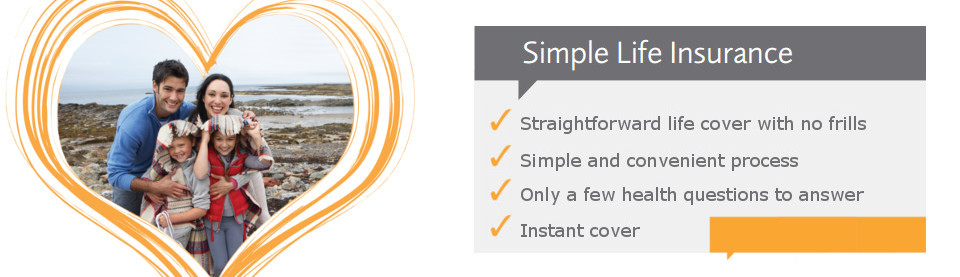 Simple Life Insurance
Straightforward life cover with no frills
Simple and convenient process
Only a few health questions to answer
Instant cover